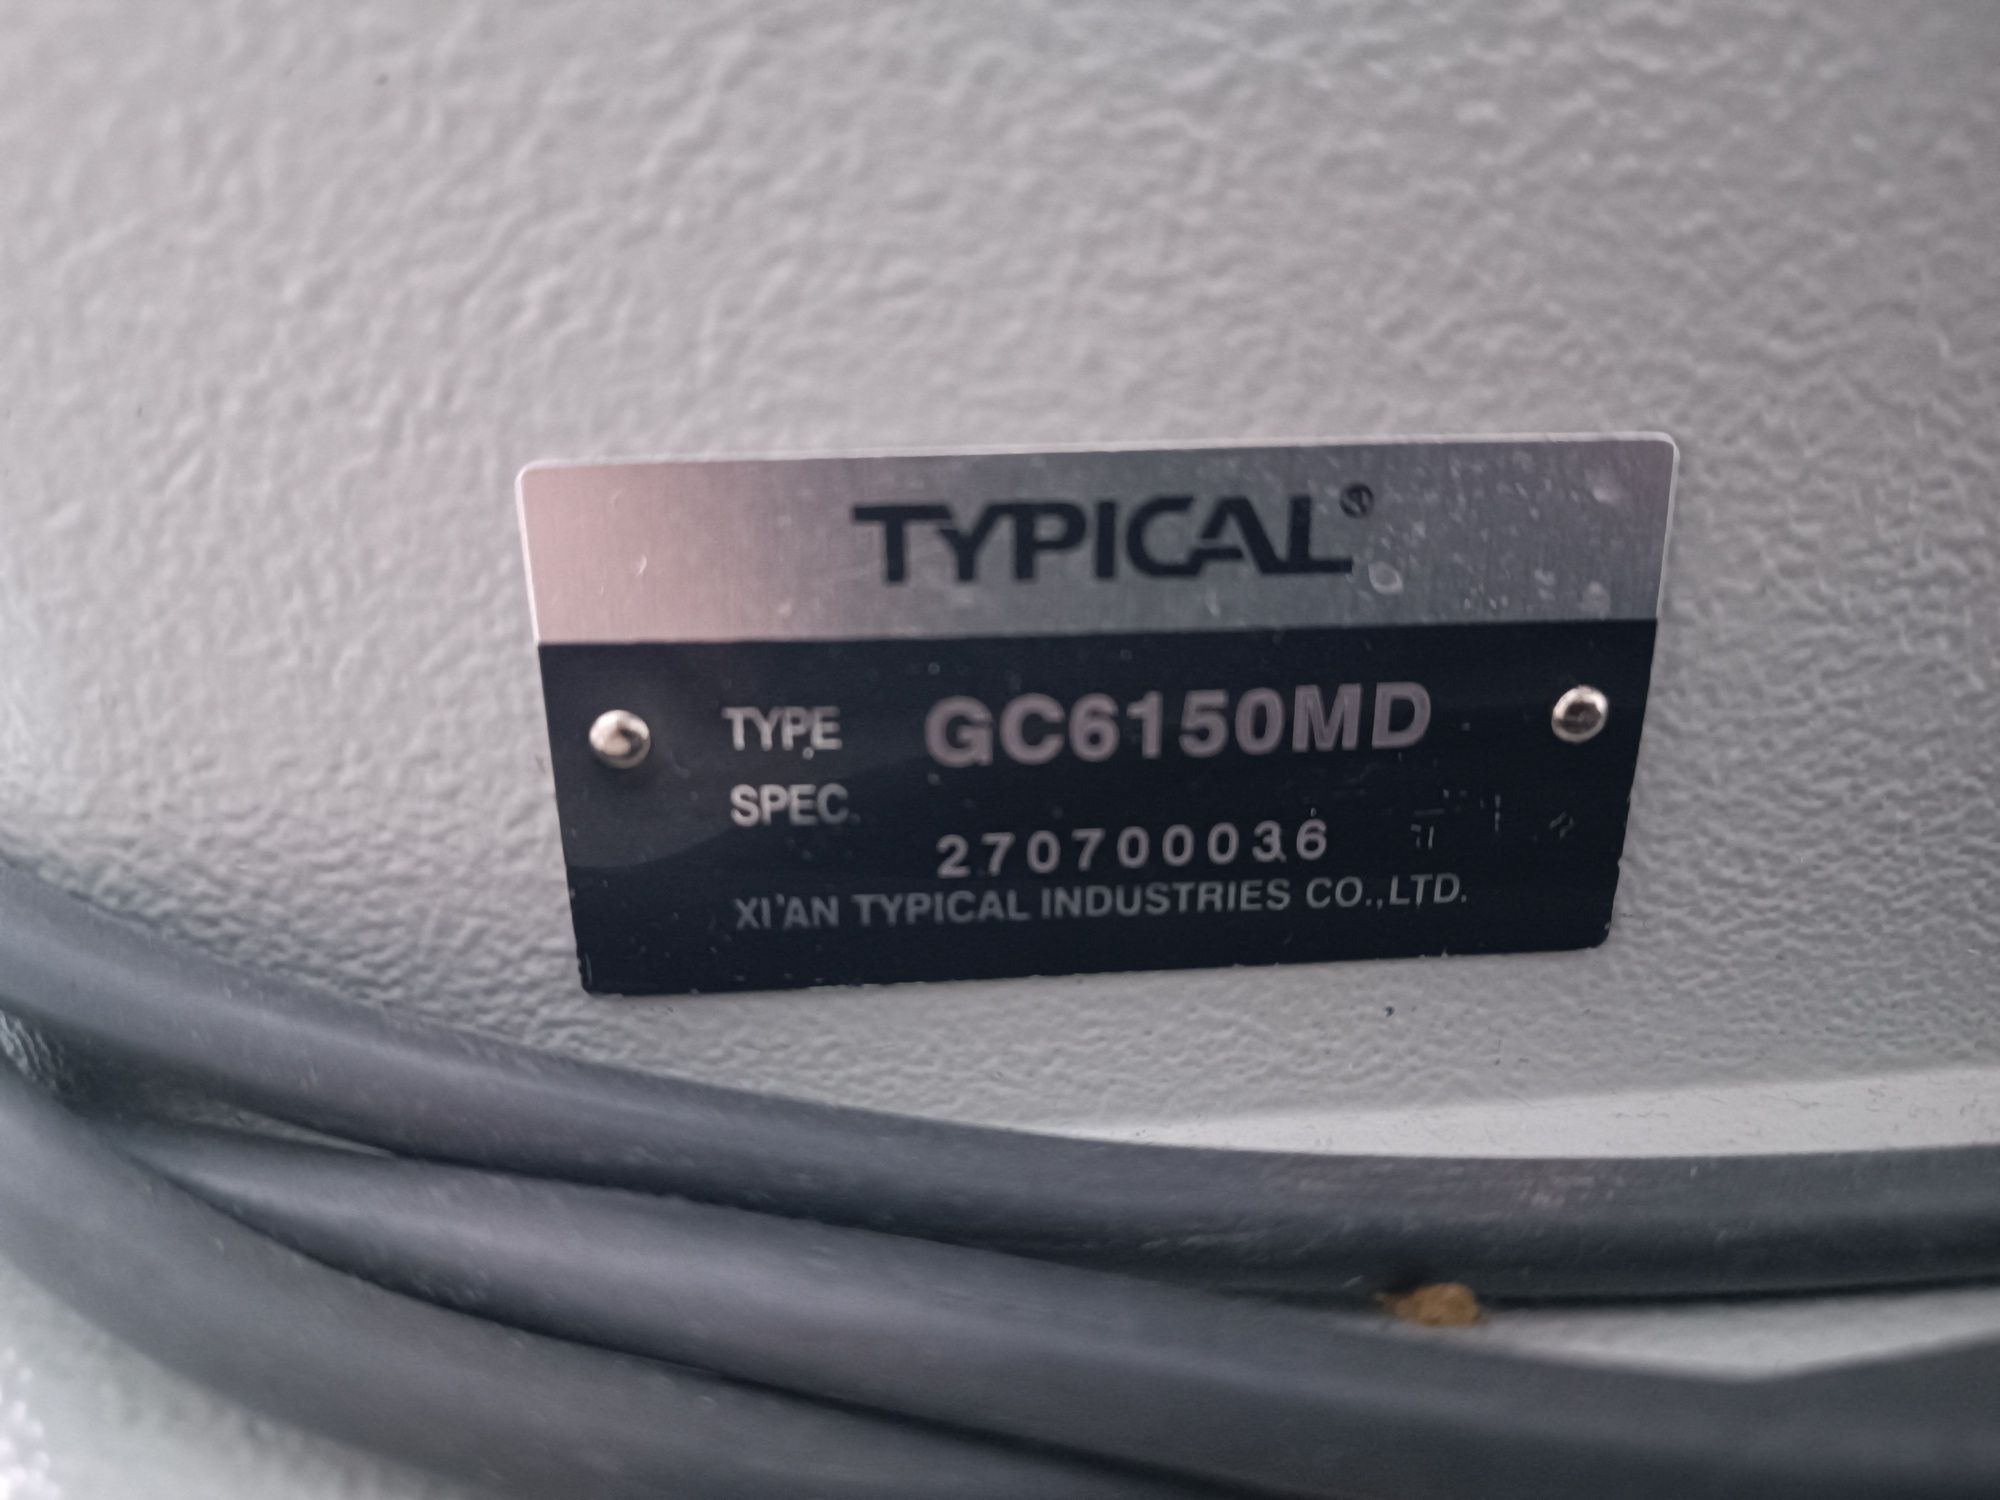 TYPICAL®
TYPE GC6150MD
SPEC.
270700036
XI'AN TYPICAL INDUSTRIES CO.,LTD.